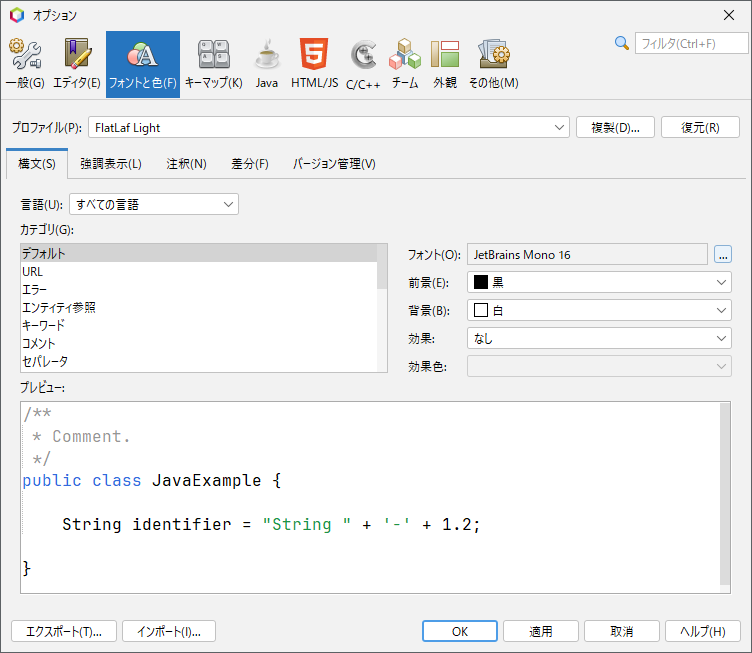 オプション
一般(G) エディタ(E) フォントと色(F) キーマップ(K) Java HTML/JS C/C++ チーム 外観 その他(M) フィルタ(Ctrl+F)
プロファイル(P): FlatLaf Light 複製(D)... 復元(R)
構文(S) 強調表示(L) 注釈(N) 差分(F) バージョン管理(V)
言語(U): すべての言語
カテゴリ(G):
デフォルト
URL
エラー
エンティティ参照
キーワード
コメント
セパレータ
フォント(O): JetBrains Mono 16 ...
前景(E): 黒
背景(B): 白
効果: なし
効果色:
プレビュー:
/**
 * Comment.
 */
public class JavaExample {
    String identifier = "String " + '-' + 1.2;
}
エクスポート(T)... インポート(I)... OK 適用 取消 ヘルプ(H)